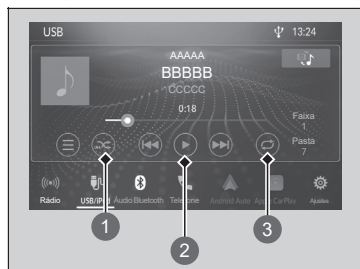 USB 13:24
AAAAA
BBBBB
CCCCC
0:18
Faixa
1
Pasta
7
Rádio USB/iPod Áudio Bluetooth Telefone Android Auto Apple CarPlay Ajustes
1
2
3